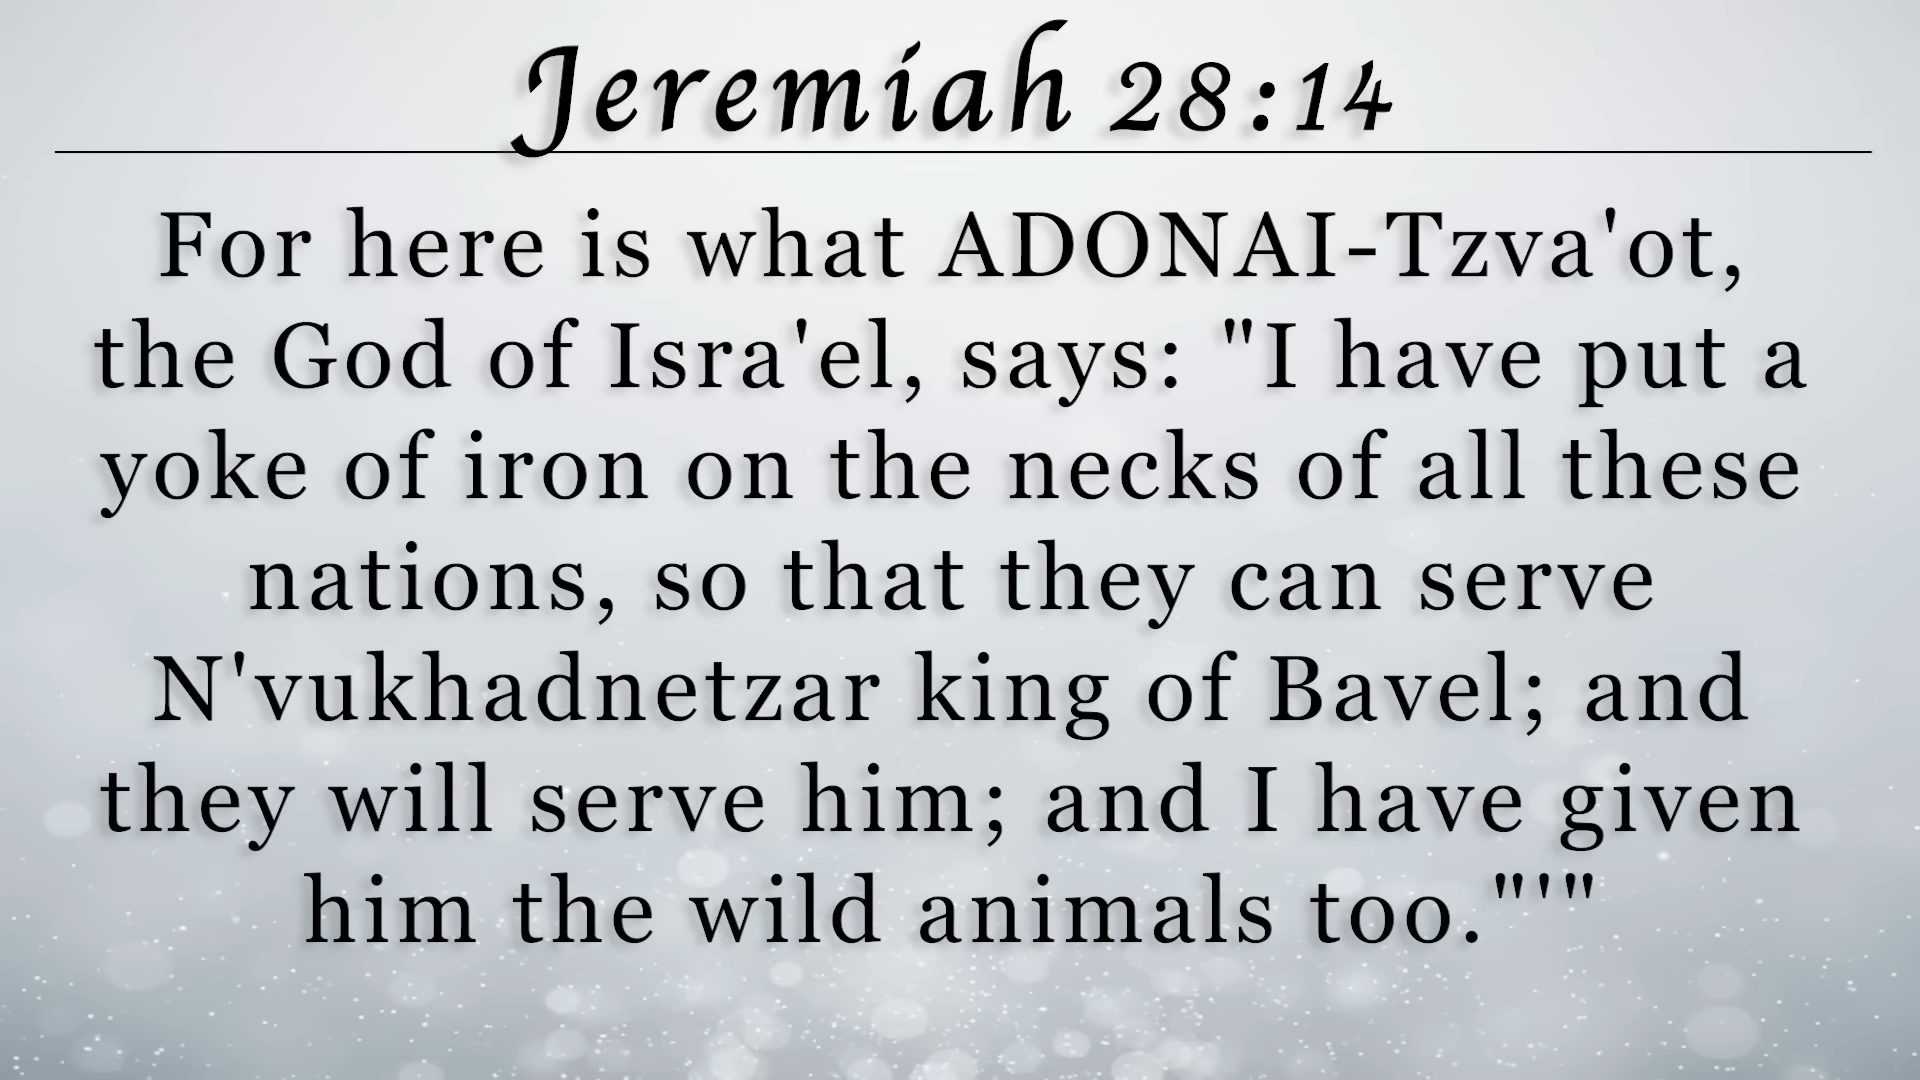 Jeremiah 28:14
For here is what ADONAI-Tzva'ot,
the God of Isra'el, says: "I have put a
yoke of iron on the necks of all these
nations, so that they can serve
N'vukhadnetzar king of Bavel; and
they will serve him; and I have given
him the wild animals too."'"